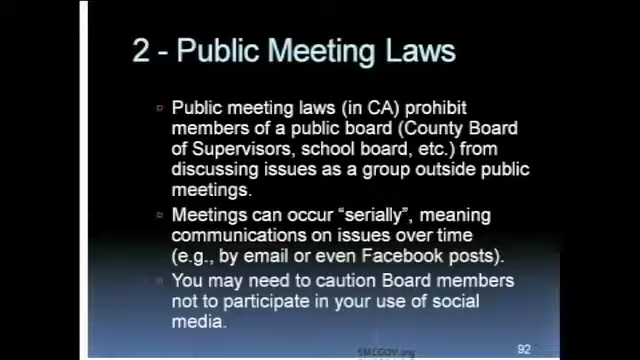 2 - Public Meeting Laws
Public meeting laws (in CA) prohibit
members of a public board (County Board
of Supervisors, school board, etc.) from
discussing issues as a group outside public
meetings.
Meetings can occur “serially”, meaning
communications on issues over time
(e.g., by email or even Facebook posts).
You may need to caution Board members
not to participate in your use of social
media.
SMCGOV.org
92